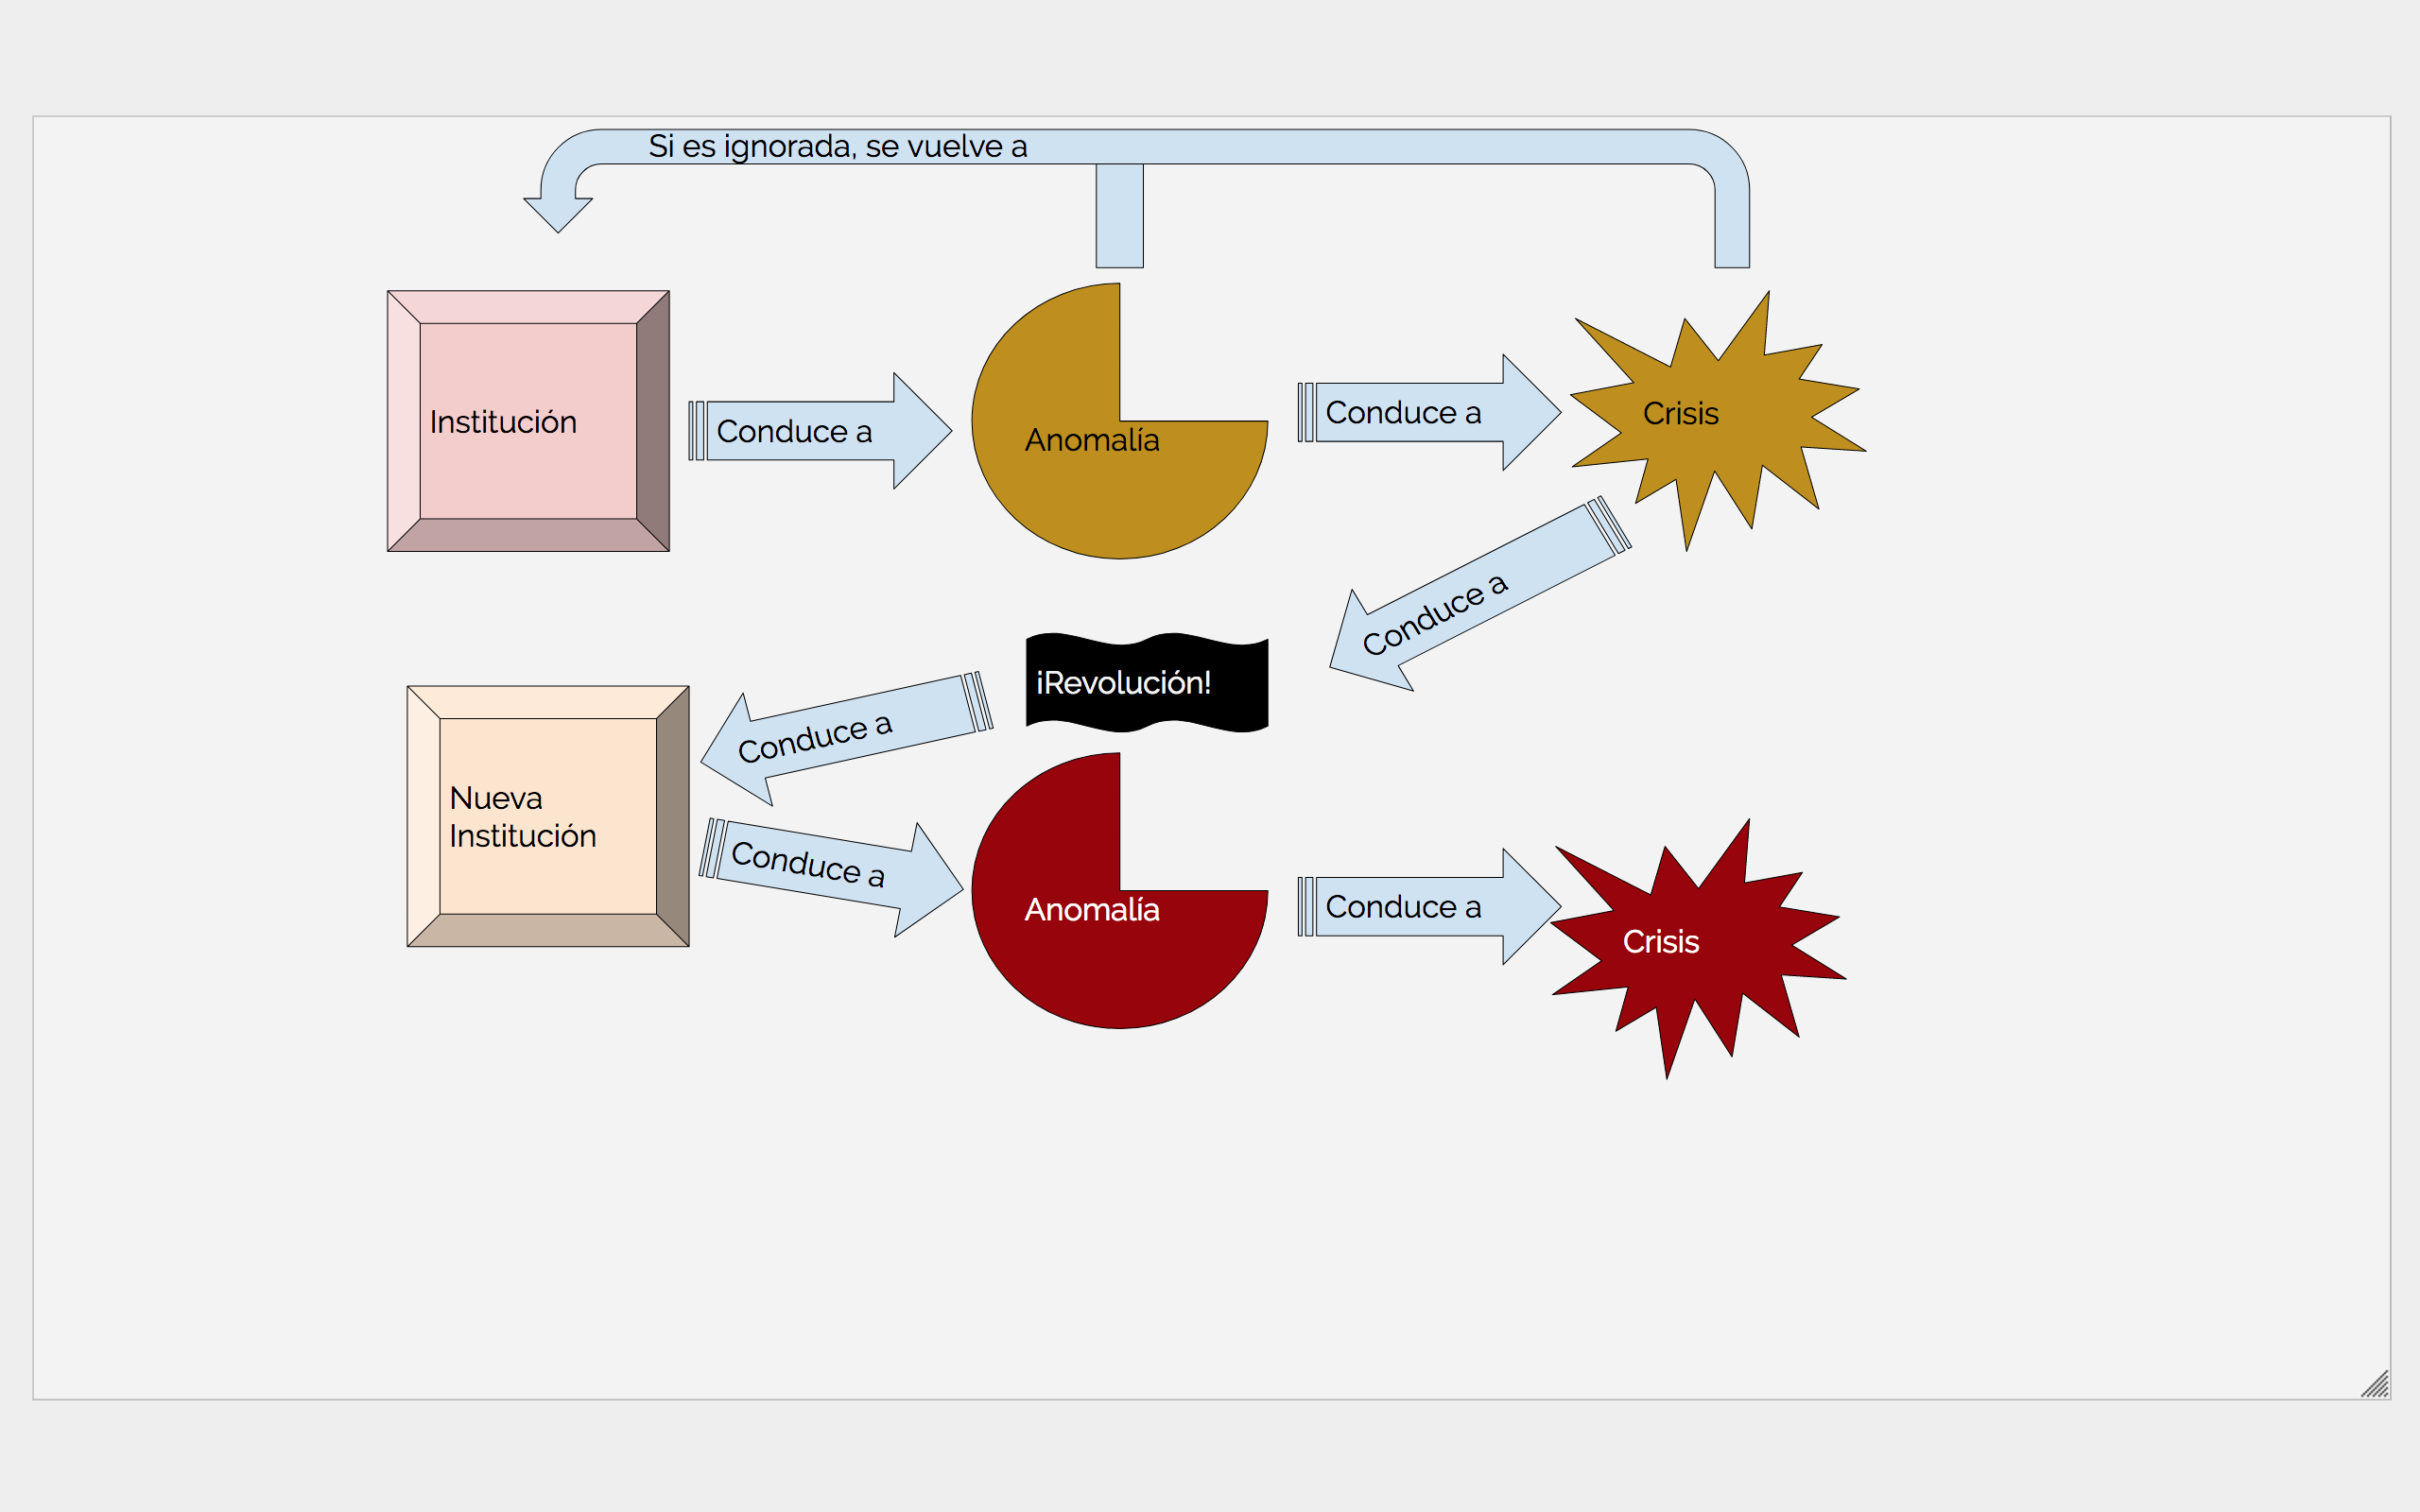 Si es ignorada, se vuelve a
Institución
Conduce a
Anomalía
Conduce a
Crisis
Conduce a
¡Revolución!
Conduce a
Nueva
Institución
Conduce a
Anomalía
Conduce a
Crisis